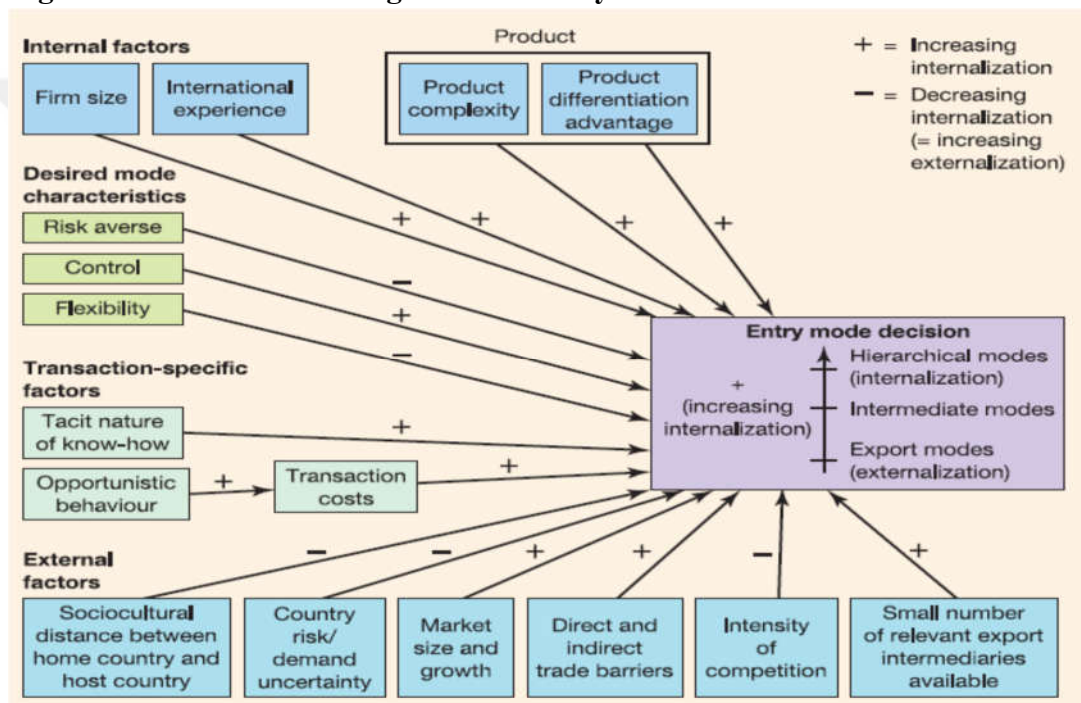 Internal factors
Firm size
International
experience
Product
Product
complexity
Product
differentiation
advantage
+ = Increasing
internalization
− = Decreasing
internalization
(= increasing
externalization)
Desired mode
characteristics
Risk averse
Control
Flexibility
+
+
+
+
−
+
−
Transaction-specific
factors
Tacit nature
of know-how
+
Opportunistic
behaviour
+
Transaction
costs
+
Entry mode decision
+
(increasing
internalization)
Hierarchical modes
(internalization)
Intermediate modes
Export modes
(externalization)
External
factors
−
−
+
+
−
+
Sociocultural
distance between
home country and
host country
Country
risk/
demand
uncertainty
Market
size and
growth
Direct and
indirect
trade barriers
Intensity
of
competition
Small number
of relevant export
intermediaries
available